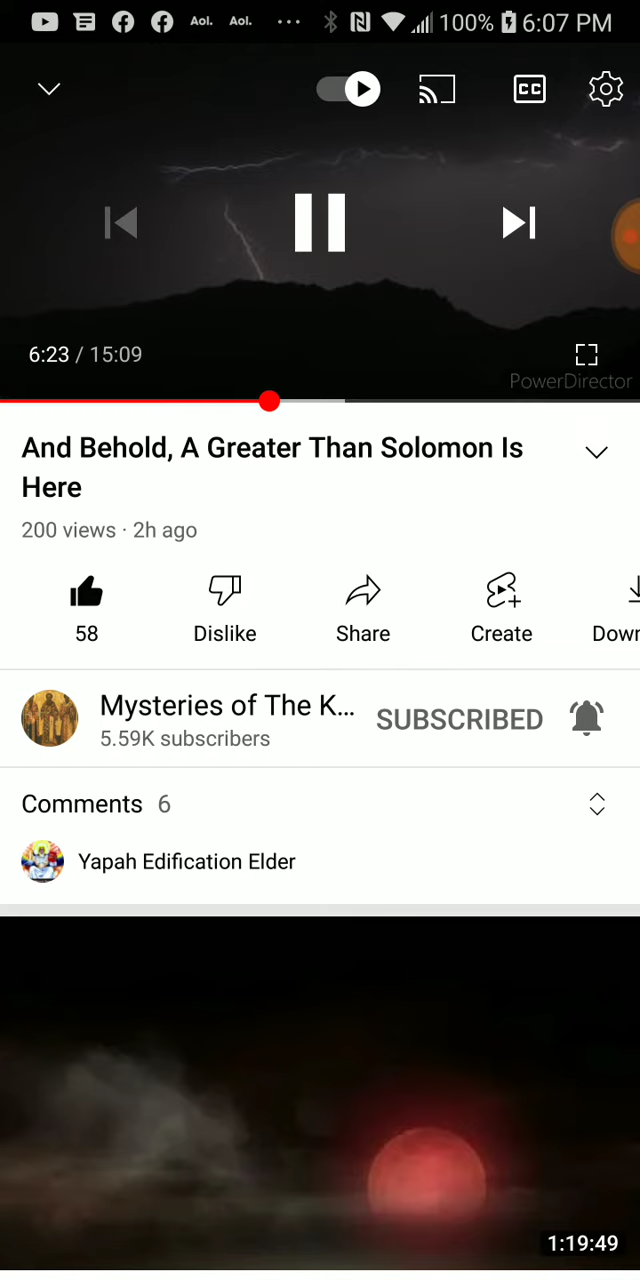 Aol. Aol. ... 100% 6:07 PM
CC
6:23 / 15:09
PowerDirector
And Behold, A Greater Than Solomon Is
Here
200 views · 2h ago
58 Dislike Share Create Down
Mysteries of The K... SUBSCRIBED
5.59K subscribers
Comments 6
Yapah Edification Elder
1:19:49